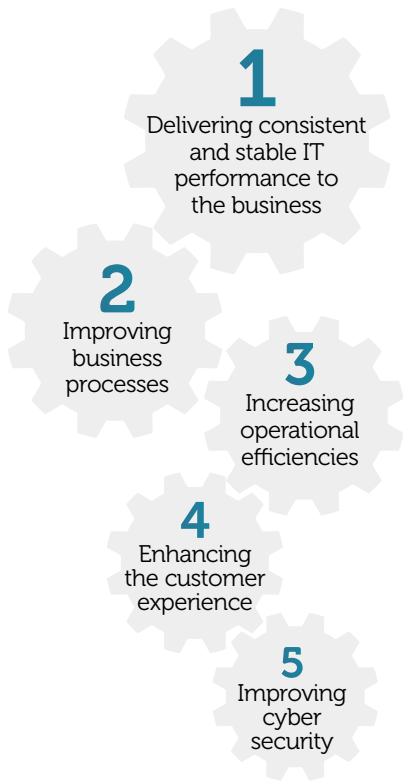 1
Delivering consistent
and stable IT
performance to
the business
2
Improving
business
processes
3
Increasing
operational
efficiencies
4
Enhancing
the customer
experience
5
Improving
cyber
security